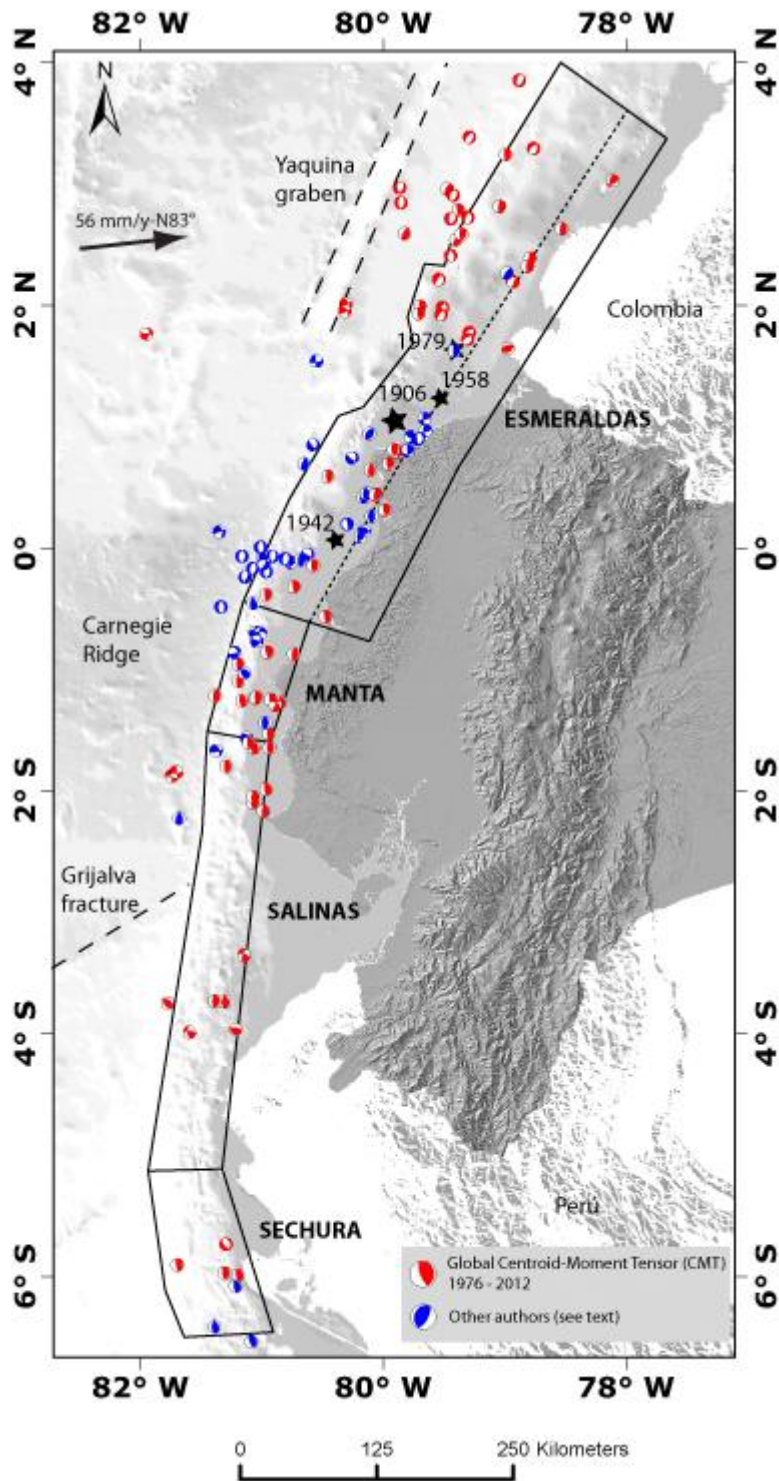 82° W 80° W 78° W
4° N 4° N
N
Yaquina
graben
56 mm/y-N83°
2° N 2° N
Colombia
1979
1958
1906
ESMERALDAS
1942
0° 0°
Carnegie
Ridge
MANTA
2° S 2° S
Grijalva
fracture
SALINAS
4° S 4° S
Perú
SECHURA
Global Centroid-Moment Tensor (CMT)
1976 - 2012
6° S 6° S
Other authors (see text)
82° W 80° W 78° W
0 125 250 Kilometers